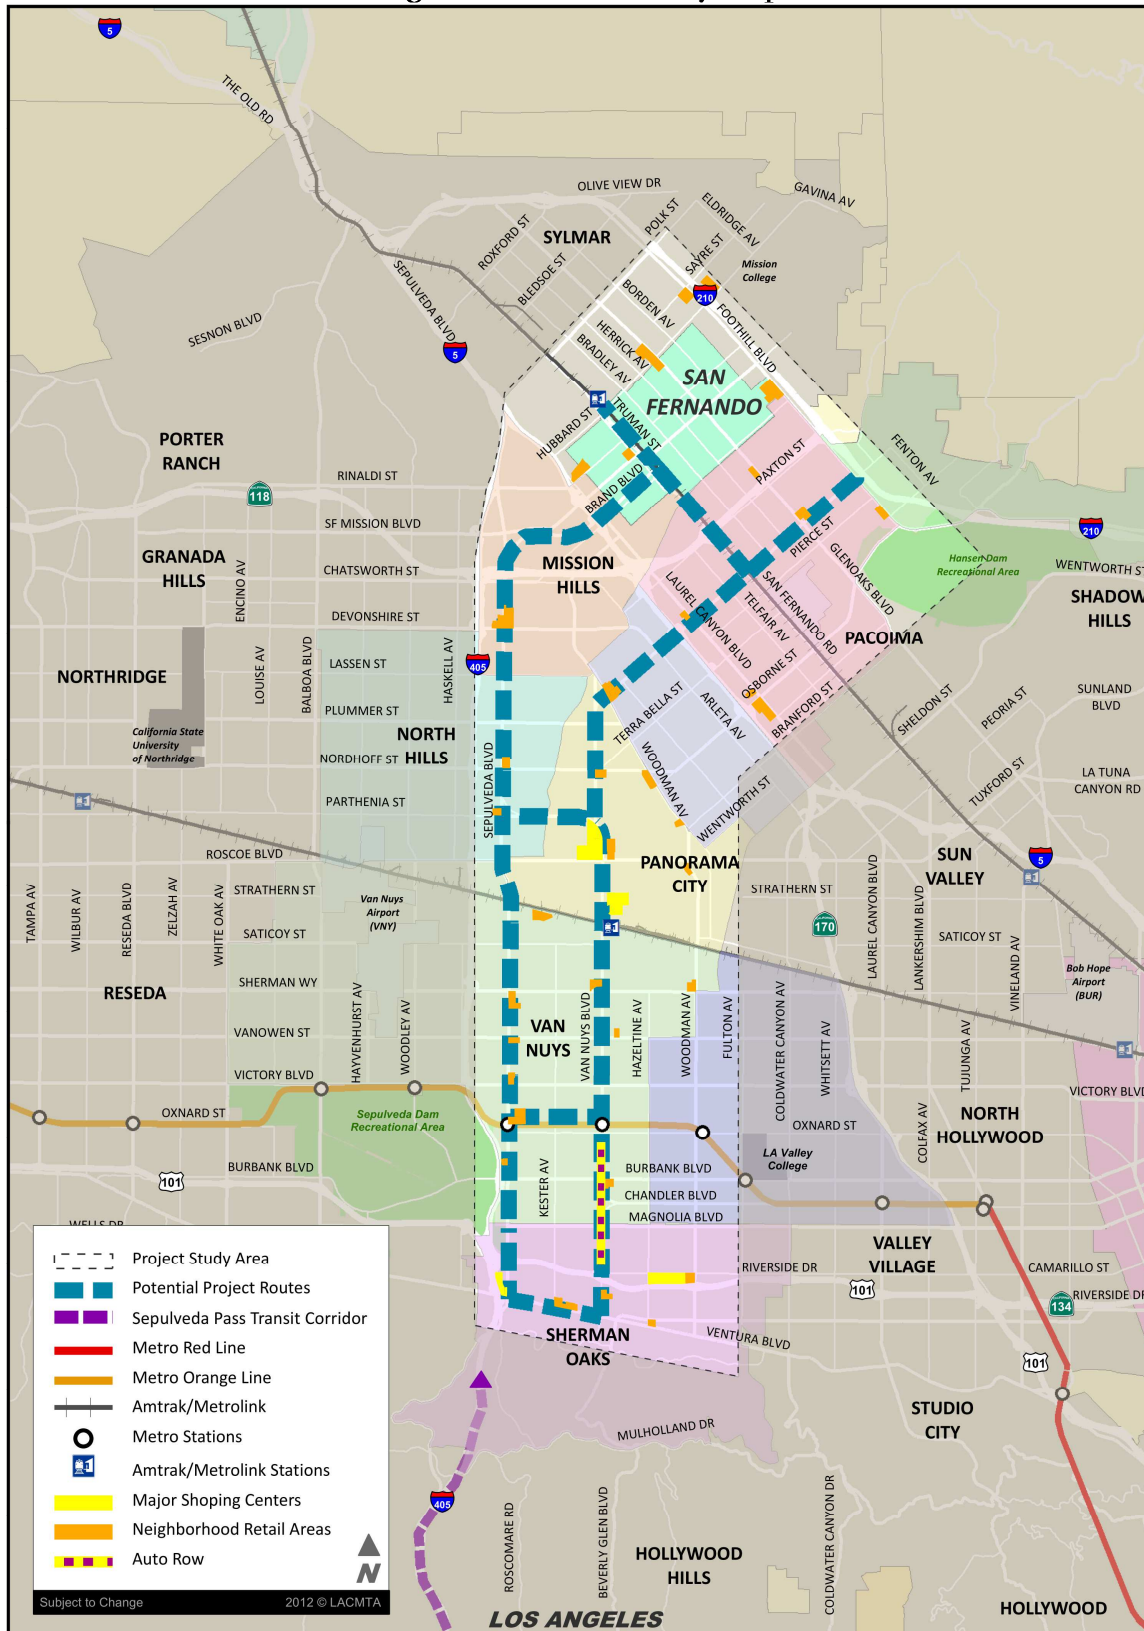 5
THE OLD RD
OLIVE VIEW DR
GAVINA AV
POLK ST
ELDRIDGE AV
ROXFORD ST
SYLMAR
SAYRE ST
Mission
College
BLEDSOE ST
SEPULVEDA BLVD
BORDEN AV
210
FOOTHILL BLVD
SESNON BLVD
5
HERRICK AV
BRADLEY AV
SAN
FERNANDO
TRUMAN ST
HUBBARD ST
PORTER
RANCH
FENTON AV
RINALDI ST
PAXTON ST
118
BRAND BLVD
SF MISSION BLVD
210
PIERCE ST
GRANADA
HILLS
MISSION
HILLS
Hansen Dam
Recreational Area
WENTWORTH ST
CHATSWORTH ST
ENCINO AV
GLENOAKS BLVD
SHADOW
HILLS
LAUREL CANYON BLVD
SAN FERNANDO RD
TELFAIR AV
DEVONSHIRE ST
PACOIMA
NORTHRIDGE
LOUISE AV
BALBOA BLVD
LASSEN ST
HASKELL AV
405
OSBORNE ST
BRANFORD ST
SHELDON ST
PEORIA ST
SUNLAND
BLVD
PLUMMER ST
TERRA BELLA ST
ARLETA AV
California State
University
of Northridge
NORTH
HILLS
NORDHOFF ST
SEPULVEDA BLVD
WOODMAN AV
TUXFORD ST
LA TUNA
CANYON RD
PARTHENIA ST
WENTWORTH ST
ROSCOE BLVD
PANORAMA
CITY
SUN
VALLEY
5
TAMPA AV
WILBUR AV
RESEDA BLVD
ZELZAH AV
WHITE OAK AV
STRATHERN ST
Van Nuys
Airport
(VNY)
STRATHERN ST
170
LAUREL CANYON BLVD
LANKERSHIM BLVD
SATICOY ST
SATICOY ST
VINELAND AV
Bob Hope
Airport
(BUR)
RESEDA
SHERMAN WY
HAYVENHURST AV
WOODLEY AV
VAN
NUYS
VAN NUYS BLVD
HAZELTINE AV
WOODMAN AV
FULTON AV
COLDWATER CANYON AV
WHITSETT AV
TUJUNGA AV
VANOWEN ST
VICTORY BLVD
VICTORY BLVD
OXNARD ST
Sepulveda Dam
Recreational Area
OXNARD ST
COLFAX AV
NORTH
HOLLYWOOD
BURBANK BLVD
101
KESTER AV
BURBANK BLVD
LA Valley
College
CHANDLER BLVD
MAGNOLIA BLVD
WELLS DR
VALLEY
VILLAGE
RIVERSIDE DR
101
CAMARILLO ST
134
RIVERSIDE DR
SHERMAN
OAKS
VENTURA BLVD
101
STUDIO
CITY
MULHOLLAND DR
405
ROSCOMARE RD
BEVERLY GLEN BLVD
COLDWATER CANYON DR
HOLLYWOOD
HILLS
HOLLYWOOD
LOS ANGELES
Project Study Area
Potential Project Routes
Sepulveda Pass Transit Corridor
Metro Red Line
Metro Orange Line
Amtrak/Metrolink
Metro Stations
Amtrak/Metrolink Stations
Major Shoping Centers
Neighborhood Retail Areas
Auto Row
N
Subject to Change 2012 © LACMTA